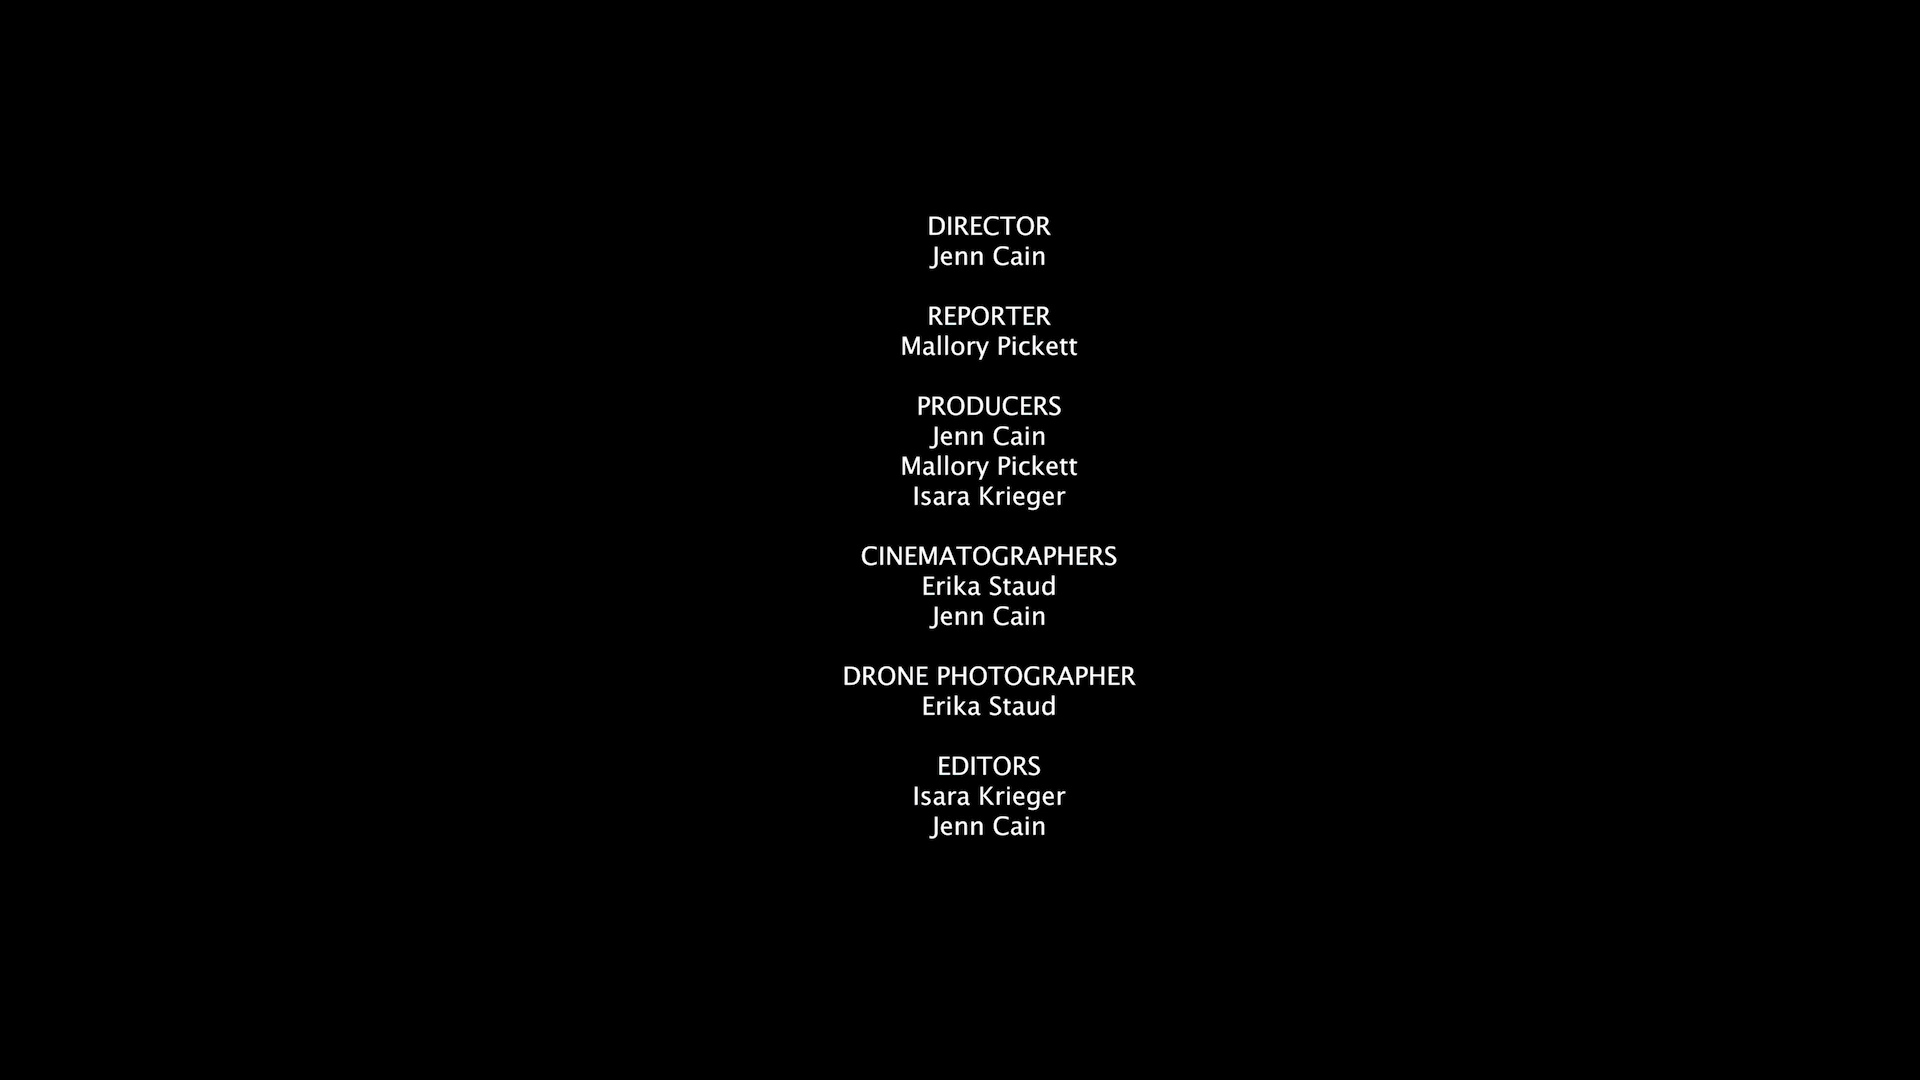 DIRECTOR
Jenn Cain
REPORTER
Mallory Pickett
PRODUCERS
Jenn Cain
Mallory Pickett
Isara Krieger
CINEMATOGRAPHERS
Erika Staud
Jenn Cain
DRONE PHOTOGRAPHER
Erika Staud
EDITORS
Isara Krieger
Jenn Cain